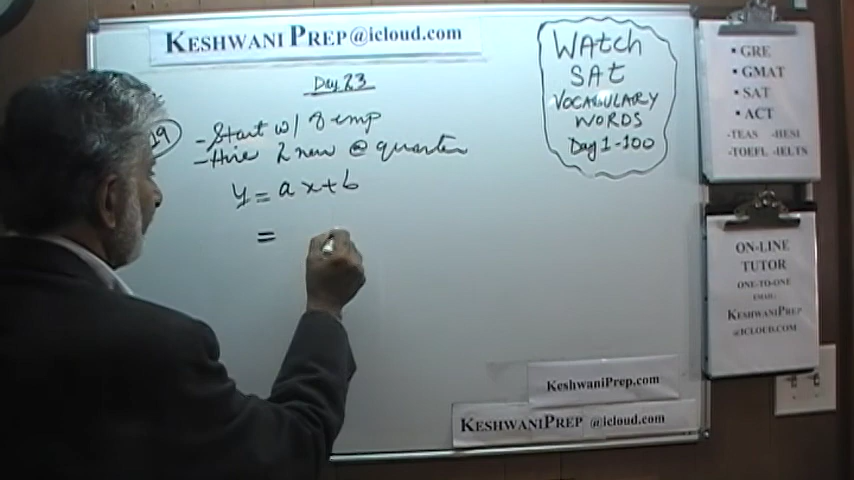 KESHWANI PREP@icloud.com
Day 23
19
-Start w/ 8 emp
-Hire 2 new @ quarter
y = ax+b
=
WAtch
SAt
VOCABULARY
WORDS
Day 1-100
▪ GRE
▪ GMAT
▪ SAT
▪ ACT
-TEAS -HESI
-TOEFL -IELTS
ON-LINE
TUTOR
ONE-TO-ONE
EMAIL:
KESHWANIPREP
@ICLOUD.COM
KeshwaniPrep.com
KESHWANIPREP @icloud.com